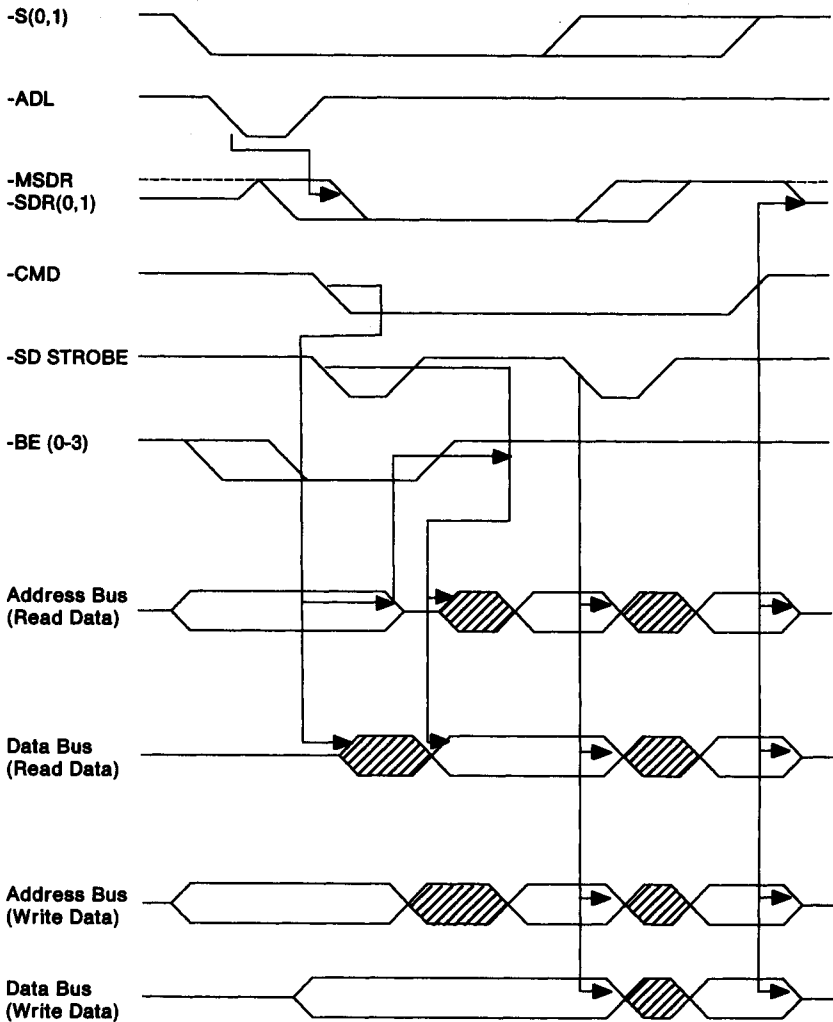 -S(0,1)
-ADL
-MSDR
-SDR(0,1)
-CMD
-SD STROBE
-BE (0-3)
Address Bus
(Read Data)
Data Bus
(Read Data)
Address Bus
(Write Data)
Data Bus
(Write Data)